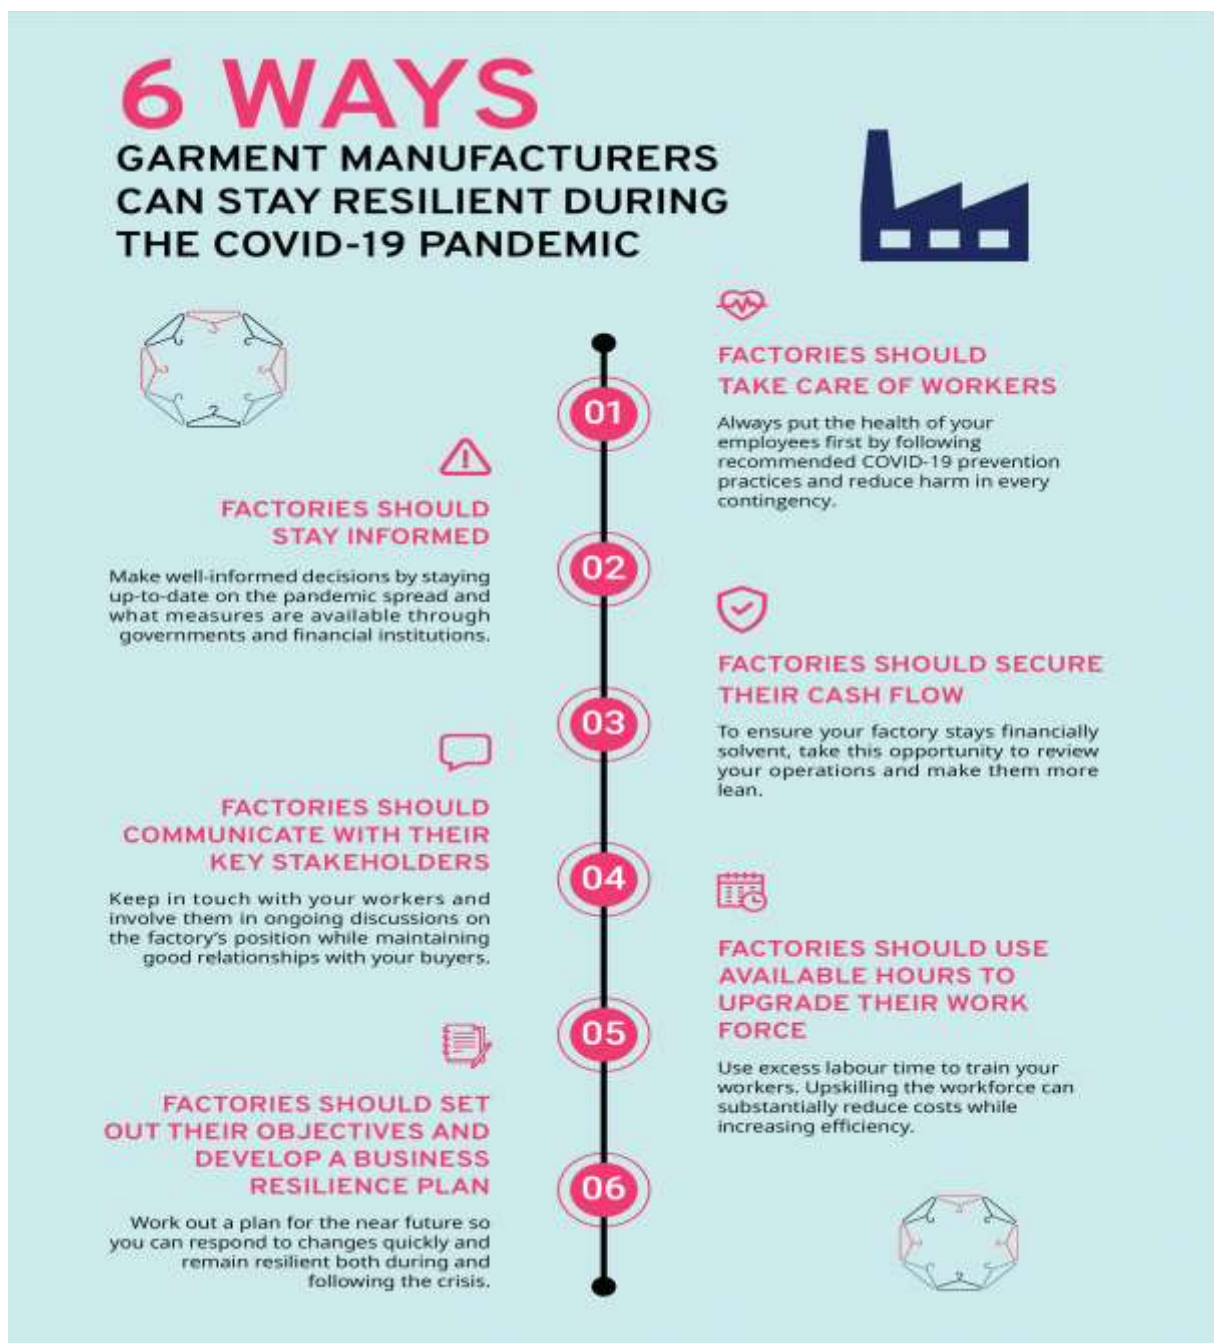 6 WAYS
GARMENT MANUFACTURERS
CAN STAY RESILIENT DURING
THE COVID-19 PANDEMIC
01
FACTORIES SHOULD
TAKE CARE OF WORKERS
Always put the health of your
employees first by following
recommended COVID-19 prevention
practices and reduce harm in every
contingency.
02
FACTORIES SHOULD
STAY INFORMED
Make well-informed decisions by staying
up-to-date on the pandemic spread and
what measures are available through
governments and financial institutions.
03
FACTORIES SHOULD SECURE
THEIR CASH FLOW
To ensure your factory stays financially
solvent, take this opportunity to review
your operations and make them more
lean.
04
FACTORIES SHOULD
COMMUNICATE WITH THEIR
KEY STAKEHOLDERS
Keep in touch with your workers and
involve them in ongoing discussions on
the factory's position while maintaining
good relationships with your buyers.
05
FACTORIES SHOULD USE
AVAILABLE HOURS TO
UPGRADE THEIR WORK
FORCE
Use excess labour time to train your
workers. Upskilling the workforce can
substantially reduce costs while
increasing efficiency.
06
FACTORIES SHOULD SET
OUT THEIR OBJECTIVES AND
DEVELOP A BUSINESS
RESILIENCE PLAN
Work out a plan for the near future so
you can respond to changes quickly and
remain resilient both during and
following the crisis.